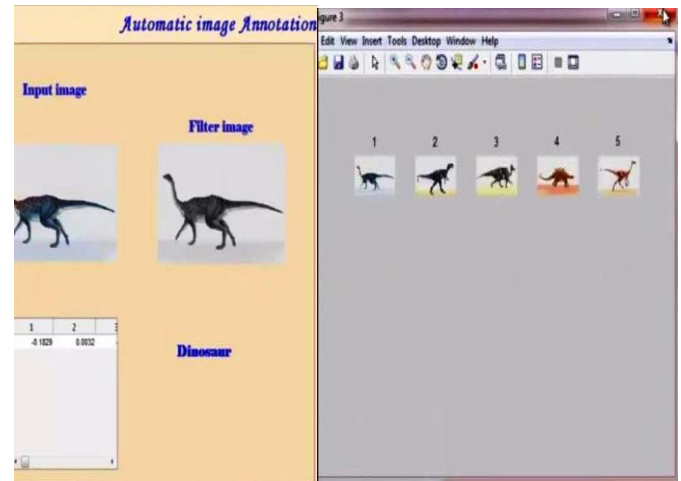 Automatic image Annotation
Input image
Filter image
1 2
-0.1829 0.0032
Dinosaur
gure 3
Edit View Insert Tools Desktop Window Help
1 2 3 4 5